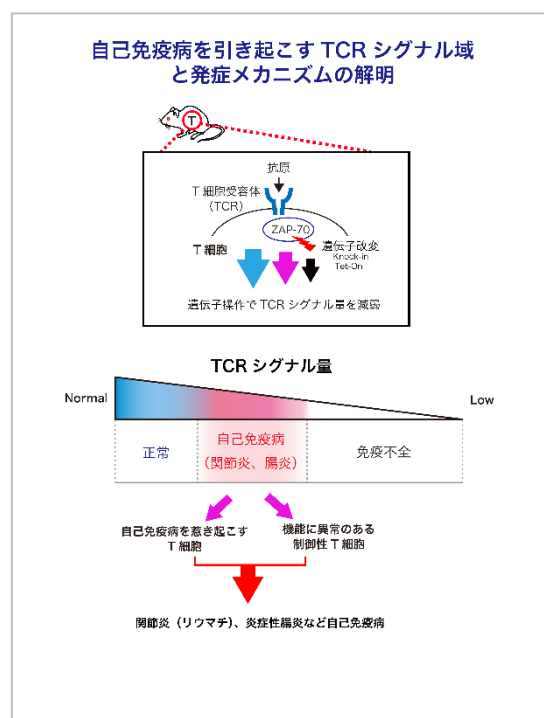 自己免疫病を引き起こす TCR シグナル域
と発症メカニズムの解明
T
抗原
T 細胞受容体
(TCR)
ZAP-70
T 細胞
遺伝子改変
Knock-in
Tet-On
遺伝子操作で TCR シグナル量を減弱
TCR シグナル量
Normal
Low
正常
自己免疫病
(関節炎、腸炎)
免疫不全
自己免疫病を惹き起こす
T 細胞
機能に異常のある
制御性 T 細胞
関節炎（リウマチ）、炎症性腸炎など自己免疫病